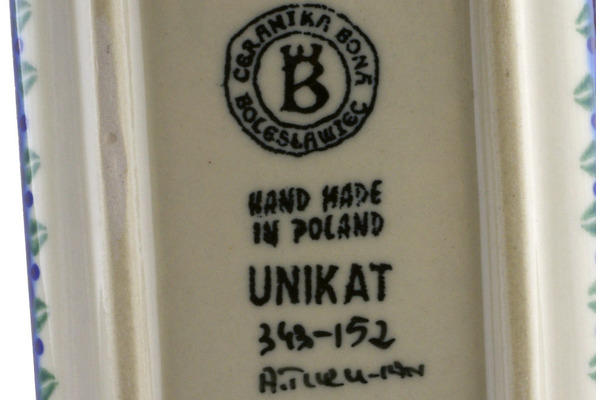 CERAMIKA BONA
BOLESŁAWIEC
B
HAND MADE
IN POLAND
UNIKAT
343-152